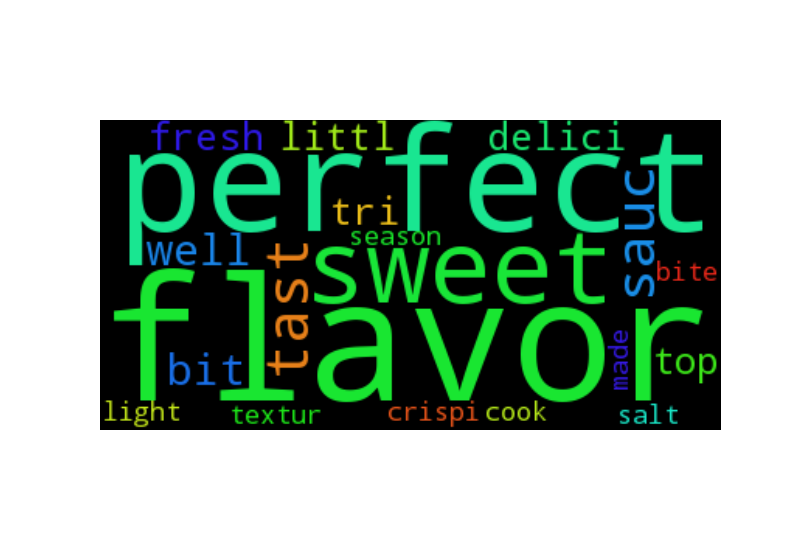 fresh littl delici
perfect
tri
sauc
season
well
sweet
tast
bite
flavor
made
bit
top
light textur crispi cook salt